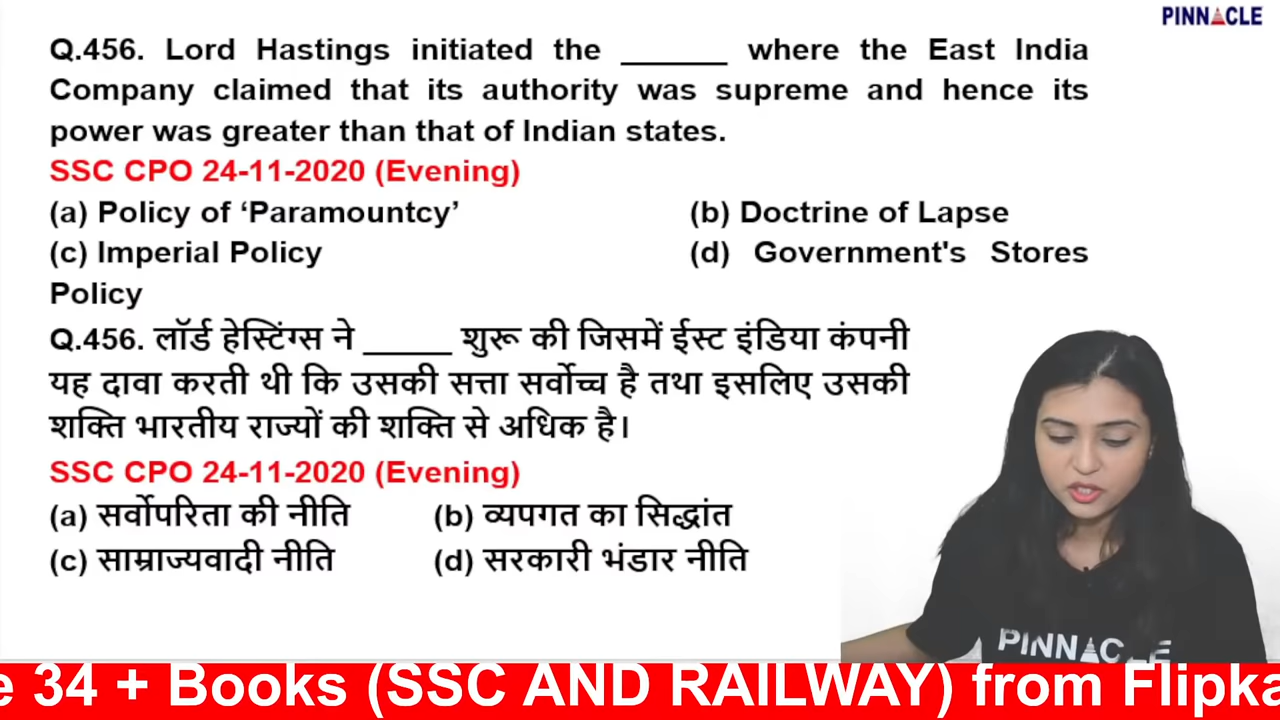 PINNACLE
Q.456. Lord Hastings initiated the ______ where the East India
Company claimed that its authority was supreme and hence its
power was greater than that of Indian states.
SSC CPO 24-11-2020 (Evening)
(a) Policy of ‘Paramountcy’ (b) Doctrine of Lapse
(c) Imperial Policy (d) Government's Stores
Policy
Q.456. लॉर्ड हेस्टिंग्स ने _____ शुरू की जिसमें ईस्ट इंडिया कंपनी
यह दावा करती थी कि उसकी सत्ता सर्वोच्च है तथा इसलिए उसकी
शक्ति भारतीय राज्यों की शक्ति से अधिक है।
SSC CPO 24-11-2020 (Evening)
(a) सर्वोपरिता की नीति (b) व्यपगत का सिद्धांत
(c) साम्राज्यवादी नीति (d) सरकारी भंडार नीति
PINNACLE
e 34 + Books (SSC AND RAILWAY) from Flipka